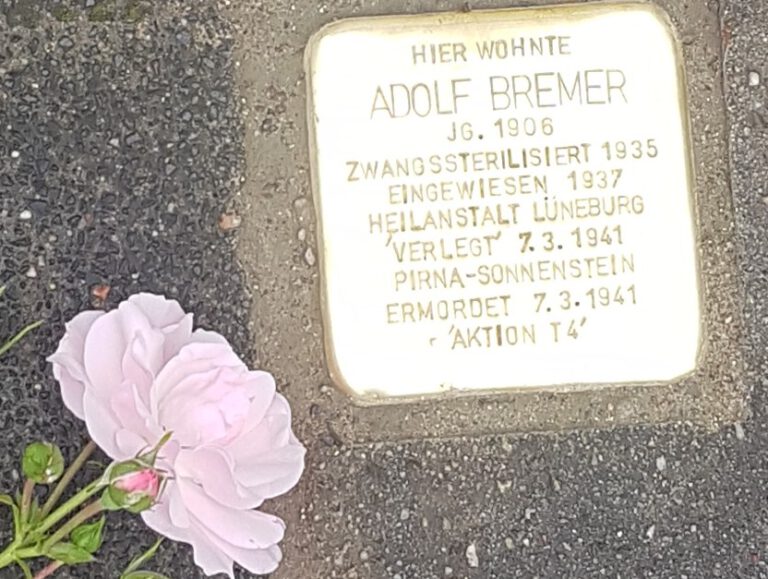 HIER WOHNTE
ADOLF BREMER
JG. 1906
ZWANGSSTERILISIERT 1935
EINGEWIESEN 1937
HEILANSTALT LÜNEBURG
'VERLEGT' 7.3.1941
PIRNA-SONNENSTEIN
ERMORDET 7.3.1941
'AKTION T4'